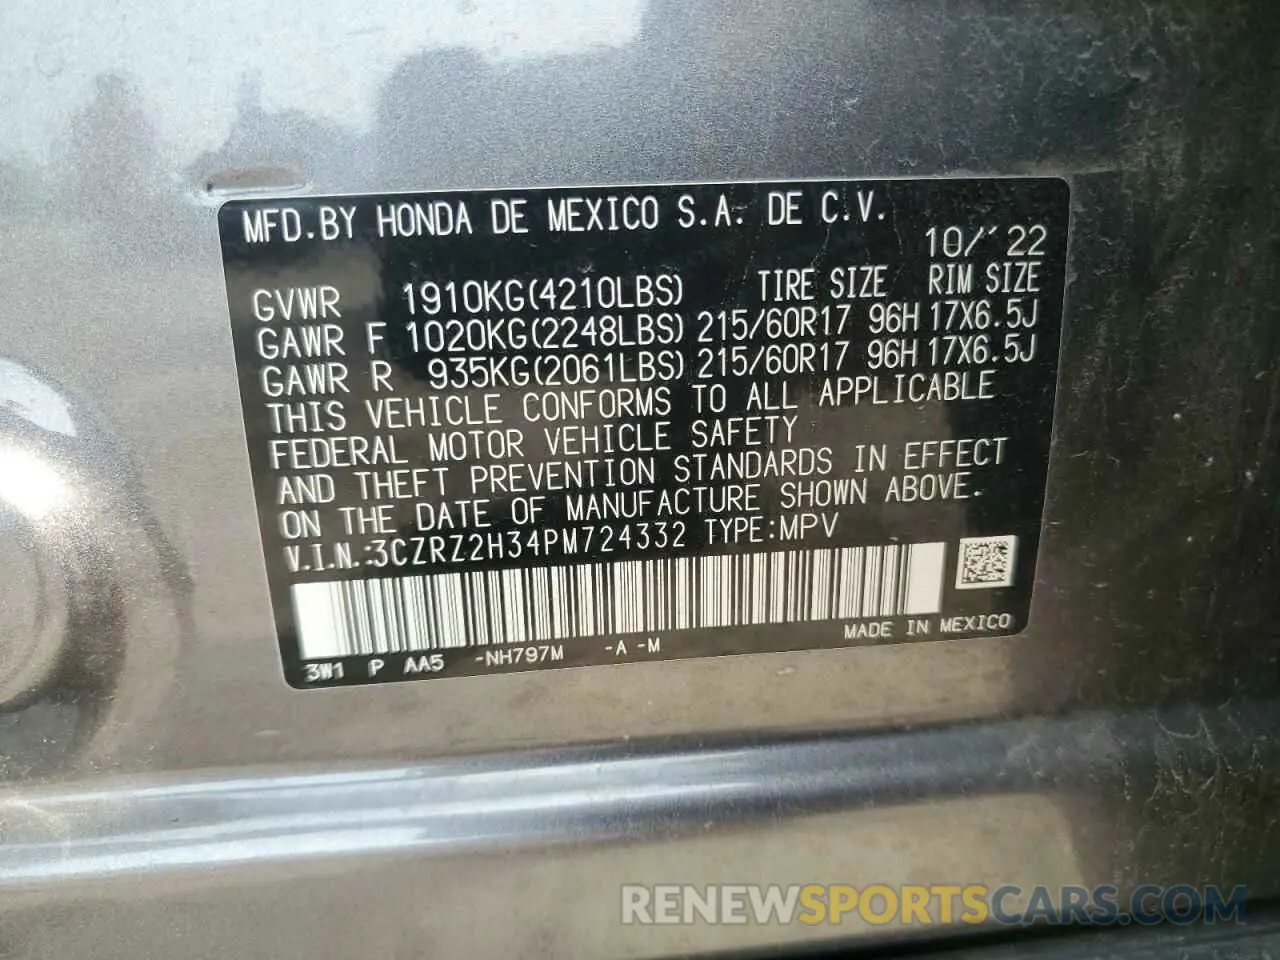 MFD.BY HONDA DE MEXICO S.A. DE C.V.
10/'22
GVWR 1910KG(4210LBS) TIRE SIZE RIM SIZE
GAWR F 1020KG(2248LBS) 215/60R17 96H 17X6.5J
GAWR R 935KG(2061LBS) 215/60R17 96H 17X6.5J
THIS VEHICLE CONFORMS TO ALL APPLICABLE
FEDERAL MOTOR VEHICLE SAFETY
AND THEFT PREVENTION STANDARDS IN EFFECT
ON THE DATE OF MANUFACTURE SHOWN ABOVE.
V.I.N.:3CZRZ2H34PM724332 TYPE:MPV
MADE IN MEXICO
3W1 P AA5 -NH797M -A -M
RENEWSPORTSCARS.COM